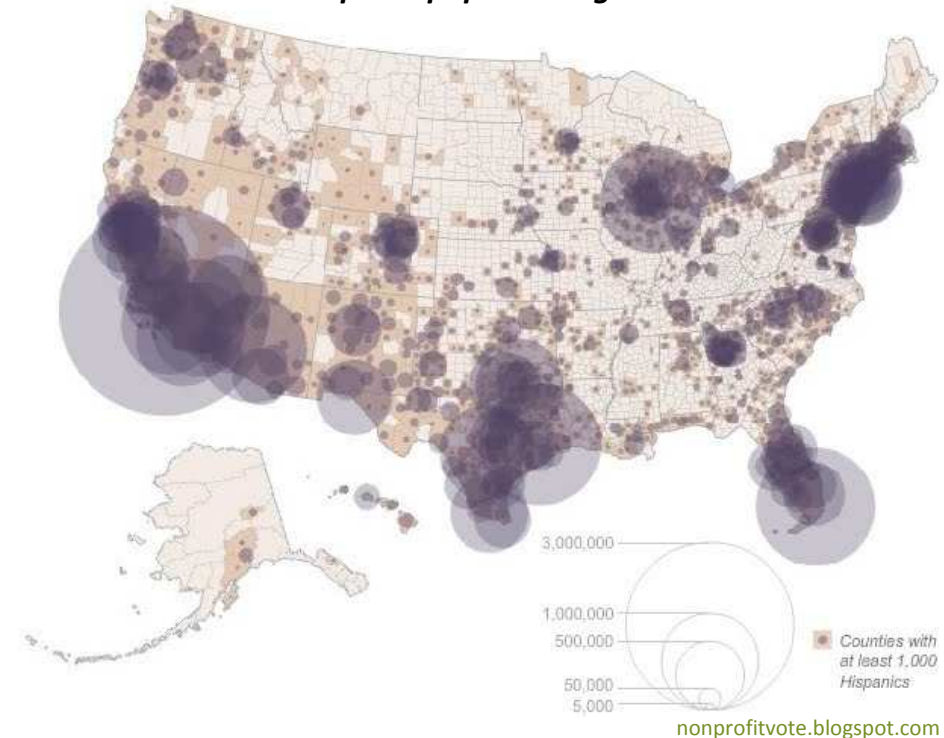 3,000,000
1,000,000
500,000
50,000
5,000
Counties with
at least 1,000
Hispanics
nonprofitvote.blogspot.com